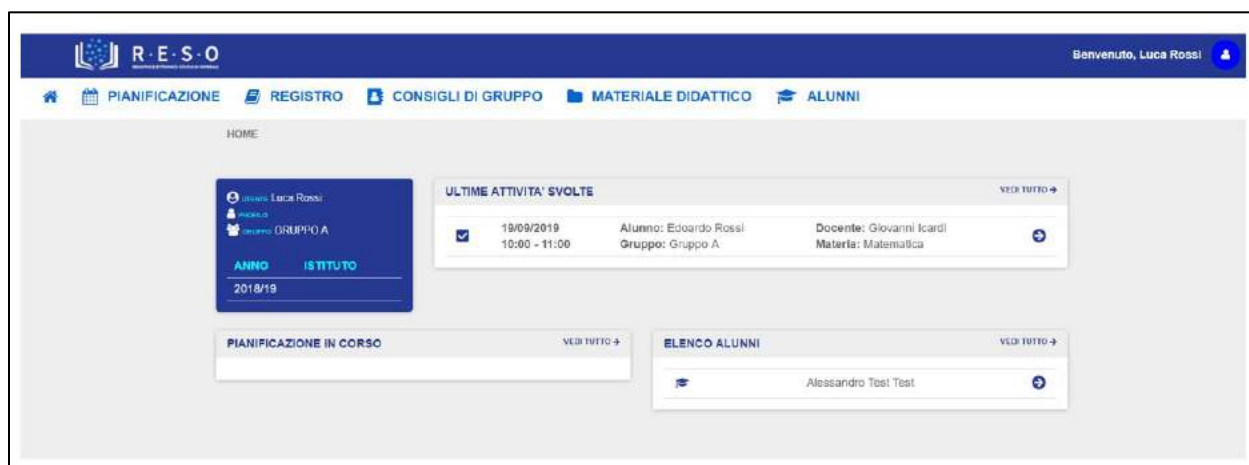 R·E·S·O
Benvenuto, Luca Rossi
PIANIFICAZIONE REGISTRO CONSIGLI DI GRUPPO MATERIALE DIDATTICO ALUNNI
HOME
Luca Rossi
PROFILO
GRUPPO GRUPPO A
ANNO ISTITUTO
2018/19
ULTIME ATTIVITA' SVOLTE VEDI TUTTO
19/09/2019 Alunno: Edoardo Rossi Docente: Giovanni Icardi
10:00 - 11:00 Gruppo: Gruppo A Materia: Matematica
PIANIFICAZIONE IN CORSO VEDI TUTTO
ELENCO ALUNNI VEDI TUTTO
Alessandro Test Test